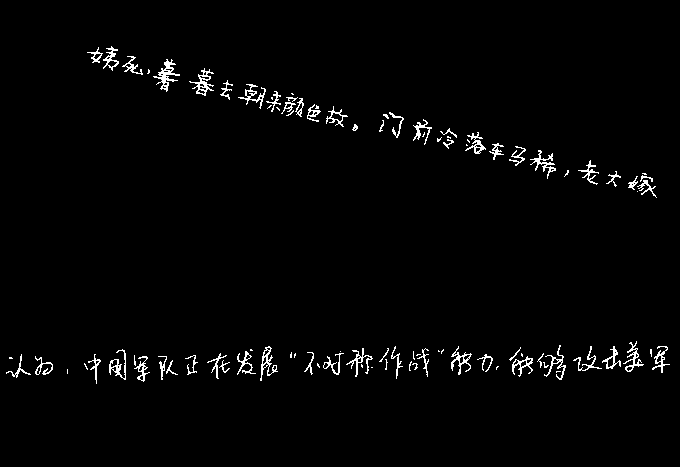 姨死，暮去朝来颜色故。门前冷落车马稀，老大嫁
认为，中国军队正在发展“不对称作战”能力，能够攻击美军